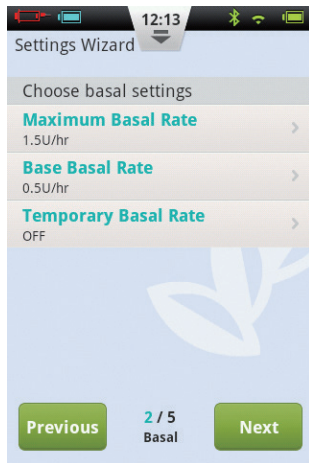 12:13
Settings Wizard
Choose basal settings
Maximum Basal Rate
1.5U/hr
Base Basal Rate
0.5U/hr
Temporary Basal Rate
OFF
Previous
2 / 5
Basal
Next